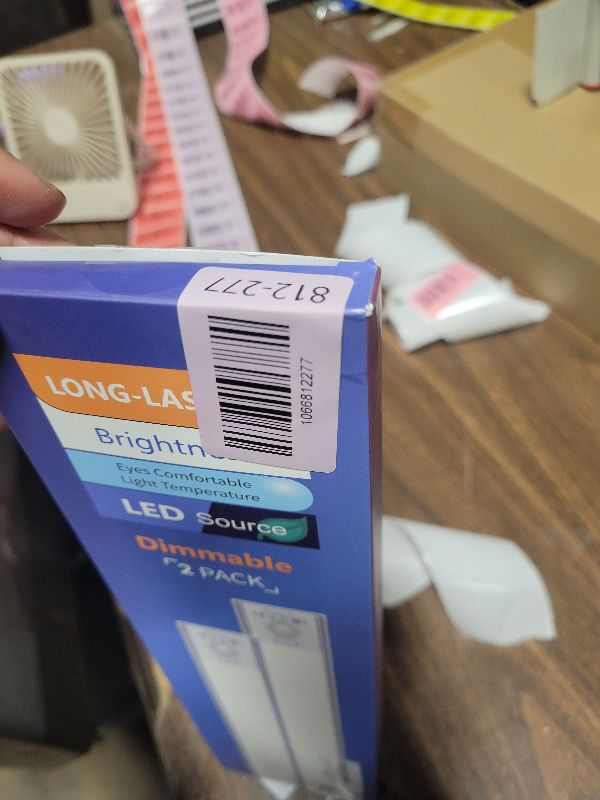 812-277
1066812277
LONG-LAS
Brightn
Eyes Comfortable
Light Temperature
LED Source
Dimmable
「2 PACK」